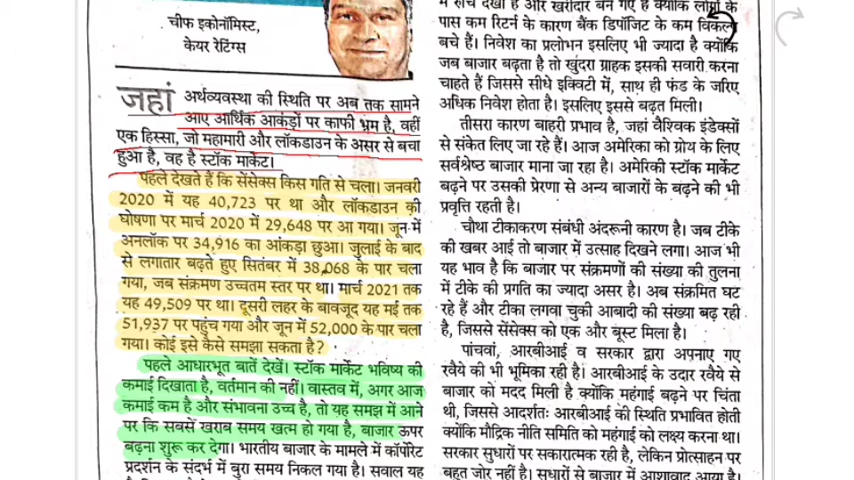 चीफ इकोनॉमिस्ट,
केयर रेटिंग्स
जहां अर्थव्यवस्था की स्थिति पर अब तक सामने
आए आर्थिक आकंड़ों पर काफी भ्रम है, वहीं
एक हिस्सा, जो महामारी और लॉकडाउन के असर से बचा
हुआ है, वह है स्टॉक मार्केट।
पहले देखते हैं कि सेंसेक्स किस गति से चला। जनवरी
2020 में यह 40,723 पर था और लॉकडाउन की
घोषणा पर मार्च 2020 में 29,648 पर आ गया। जून में
अनलॉक पर 34,916 का आंकड़ा छुआ। जुलाई के बाद
से लगातार बढ़ते हुए सितंबर में 38,068 के पार चला
गया, जब संक्रमण उच्चतम स्तर पर था। मार्च 2021 तक
यह 49,509 पर था। दूसरी लहर के बावजूद यह मई तक
51,937 पर पहुंच गया और जून में 52,000 के पार चला
गया। कोई इसे कैसे समझा सकता है?
पहले आधारभूत बातें देखें। स्टॉक मार्केट भविष्य की
कमाई दिखाता है, वर्तमान की नहीं। वास्तव में, अगर आज
कमाई कम है और संभावना उच्च है, तो यह समझ में आने
पर कि सबसें खराब समय खत्म हो गया है, बाजार ऊपर
बढ़ना शुरू कर देगा। भारतीय बाजार के मामले में कॉर्पोरेट
प्रदर्शन के संदर्भ में बुरा समय निकल गया है। सवाल यह
में रुचि देखी है और खरीदार बन गए हैं क्योंकि लोगों के
पास कम रिटर्न के कारण बैंक डिपॉजिट के कम विकल्प
बचे हैं। निवेश का प्रलोभन इसलिए भी ज्यादा है क्योंकि
जब बाजार बढ़ता है तो खुंदरा ग्राहक इसकी सवारी करना
चाहते हैं जिससे सीधे इक्विटी में, साथ ही फंड के जरिए
अधिक निवेश होता है। इसलिए इससे बढ़त मिली।
तीसरा कारण बाहरी प्रभाव है, जहां वैश्विक इंडेक्सों
से संकेत लिए जा रहे हैं। आज अमेरिका को ग्रोथ के लिए
सर्वश्रेष्ठ बाजार माना जा रहा है। अमेरिकी स्टॉक मार्केट
बढ़ने पर उसकी प्रेरणा से अन्य बाजारों के बढ़ने की भी
प्रवृत्ति रहती है।
चौथा टीकाकरण संबंधी अंदरूनी कारण है। जब टीके
की खबर आई तो बाजार में उत्साह दिखने लगा। आज भी
यह भाव है कि बाजार पर संक्रमणों की संख्या की तुलना
में टीके की प्रगति का ज्यादा असर है। अब संक्रमित घट
रहे हैं और टीका लगवा चुकी आबादी की संख्या बढ़ रही
है, जिससे सेंसेक्स को एक और बूस्ट मिला है।
पांचवां, आरबीआई व सरकार द्वारा अपनाए गए
रवैये की भी भूमिका रही है। आरबीआई के उदार रवैये से
बाजार को मदद मिली है क्योंकि महंगाई बढ़ने पर चिंता
थी, जिससे आदर्शतः आरबीआई की स्थिति प्रभावित होती
क्योंकि मौद्रिक नीति समिति को महंगाई को लक्ष्य करना था।
सरकार सुधारों पर सकारात्मक रही है, लेकिन प्रोत्साहन पर
बहुत जोर नहीं है। सुधारों से बाजार में आशावाद आया है।